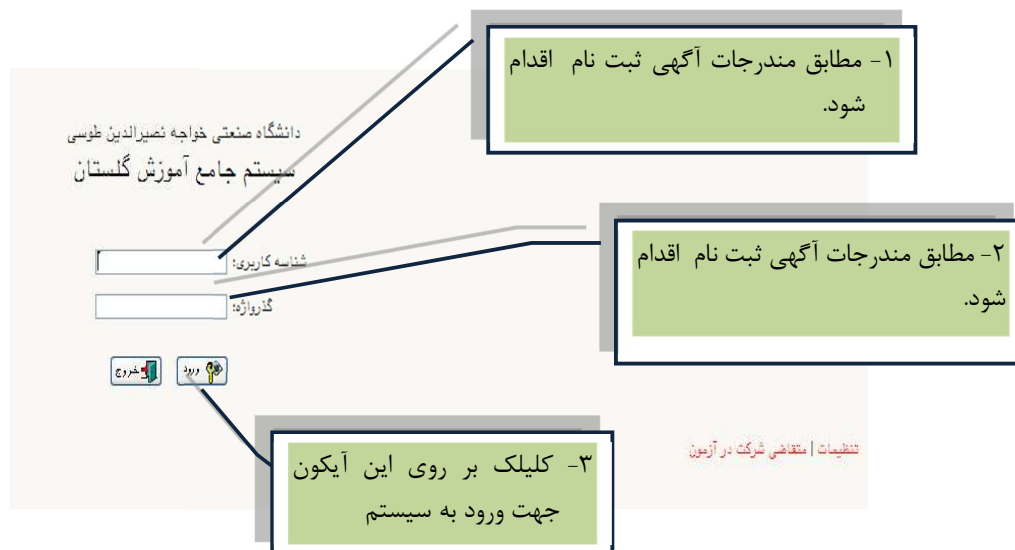 ۱- مطابق مندرجات آگهی ثبت نام اقدام
شود.
دانشگاه صنعتی خواجه نصیرالدین طوسی
سیستم جامع آموزش گلستان
۲- مطابق مندرجات آگهی ثبت نام اقدام
شود.
شناسه کاربری:
گذرواژه:
ورود
خروج
تنظیمات | متقاضی شرکت در آزمون
۳- کلیلک بر روی این آیکون
جهت ورود به سیستم